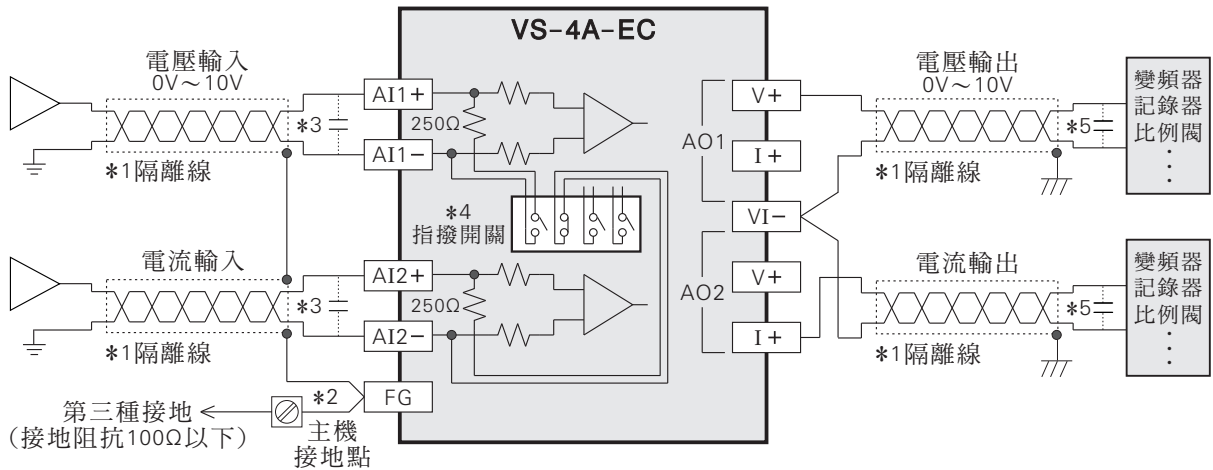 VS-4A-EC
電壓輸入
0V～10V
*3
*1隔離線
AI1+
250Ω
AI1-
*4
指撥開關
電流輸入
*3
*1隔離線
AI2+
250Ω
AI2-
*2
FG
第三種接地
（接地阻抗100Ω以下）
主機
接地點
AO1
V+
I+
VI-
AO2
V+
I+
電壓輸出
0V～10V
*5
*1隔離線
變頻器
記錄器
比例閥
⋮
電流輸出
*5
*1隔離線
變頻器
記錄器
比例閥
⋮